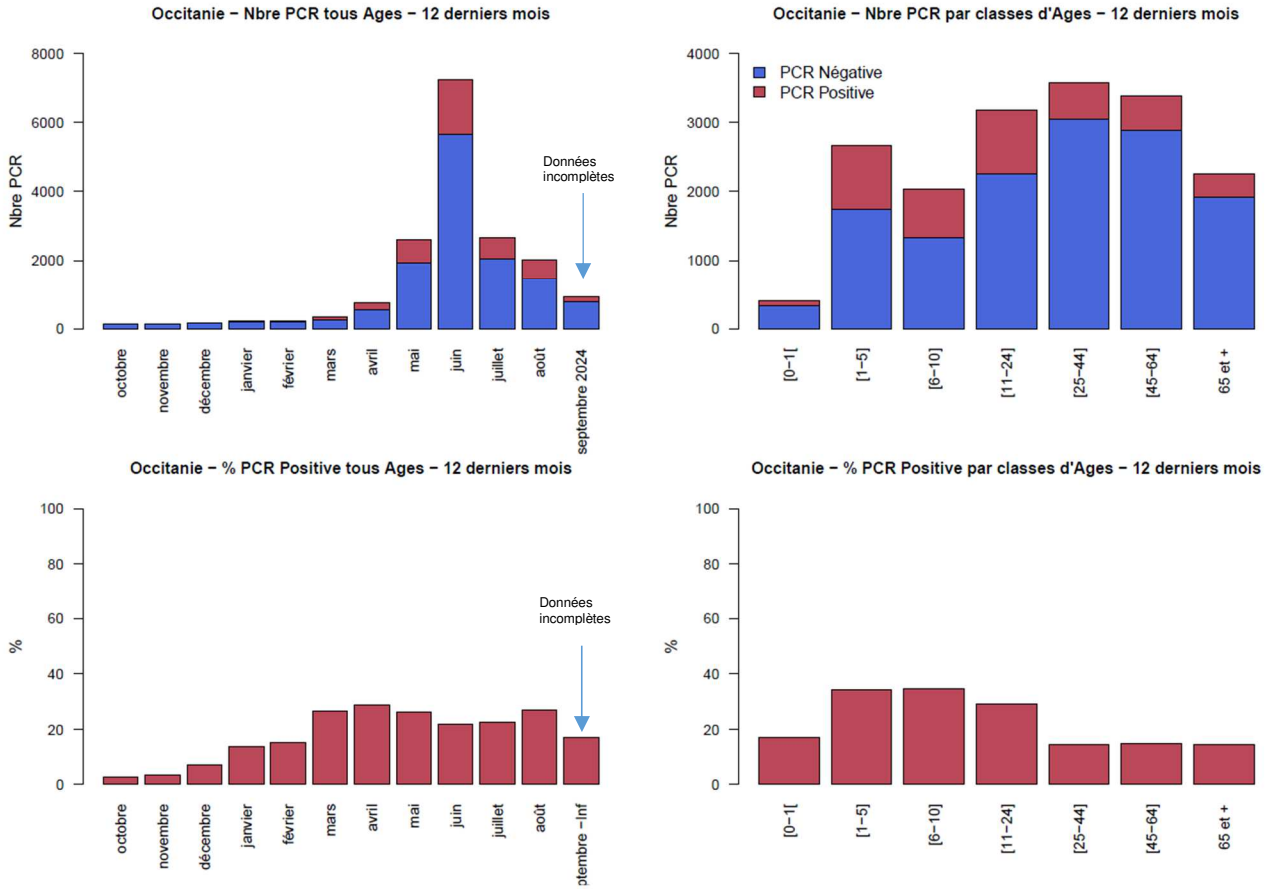 Occitanie − Nbre PCR tous Ages − 12 derniers mois
Nbre PCR
8000
6000
4000
2000
0
Données
incomplètes
octobre
novembre
décembre
janvier
février
mars
avril
mai
juin
juillet
août
septembre 2024
Occitanie − Nbre PCR par classes d'Ages − 12 derniers mois
Nbre PCR
4000
3000
2000
1000
0
PCR Négative
PCR Positive
[0−1[
[1−5]
[6−10]
[11−24]
[25−44]
[45−64]
65 et +
Occitanie − % PCR Positive tous Ages − 12 derniers mois
%
100
80
60
40
20
0
Données
incomplètes
octobre
novembre
décembre
janvier
février
mars
avril
mai
juin
juillet
août
ptembre −Inf
Occitanie − % PCR Positive par classes d'Ages − 12 derniers mois
%
100
80
60
40
20
0
[0−1[
[1−5]
[6−10]
[11−24]
[25−44]
[45−64]
65 et +